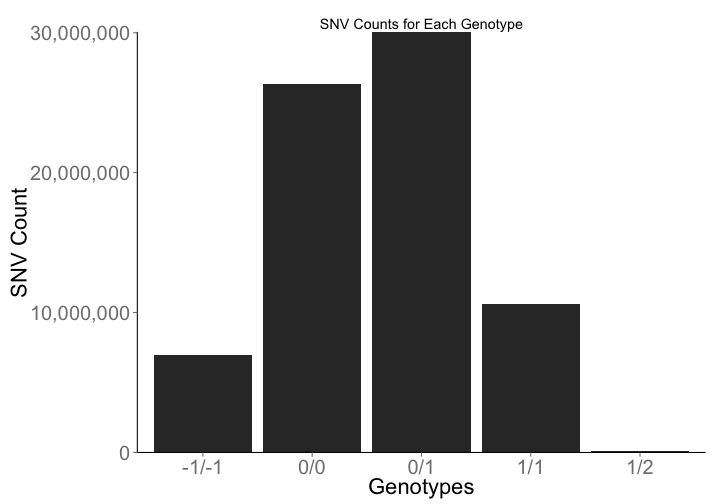 SNV Counts for Each Genotype
30,000,000
20,000,000
10,000,000
0
SNV Count
-1/-1 0/0 0/1 1/1 1/2
Genotypes